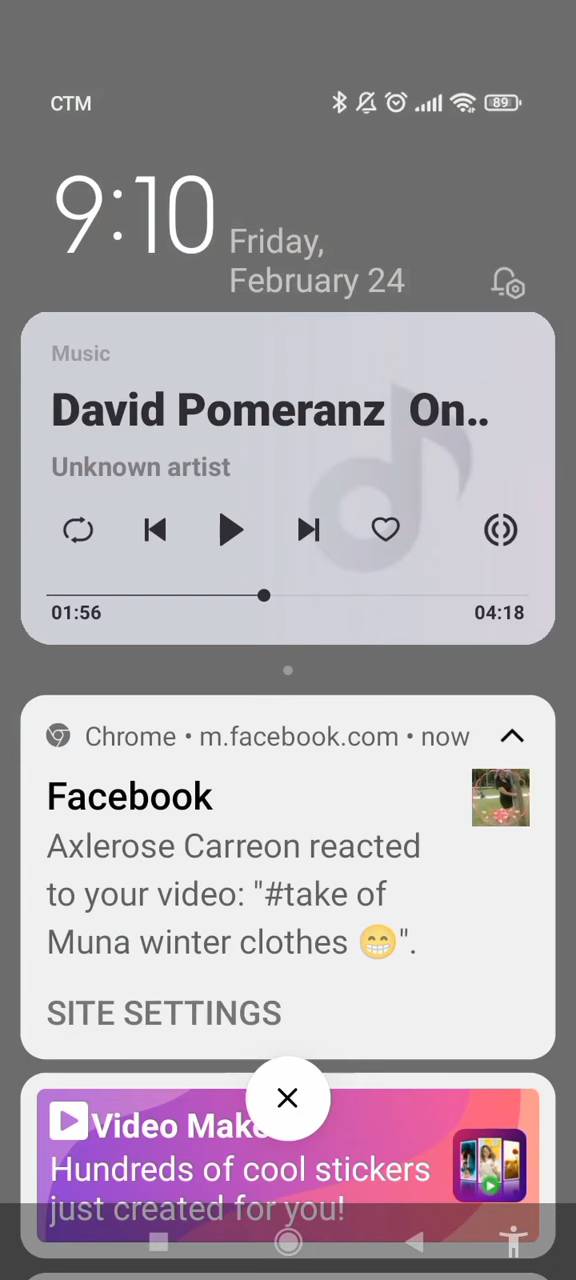 CTM
89
9:10
Friday,
February 24
Music
David Pomeranz On..
Unknown artist
01:56
04:18
Chrome • m.facebook.com • now
Facebook
Axlerose Carreon reacted
to your video: "#take of
Muna winter clothes 😁".
SITE SETTINGS
Video Make
Hundreds of cool stickers
just created for you!